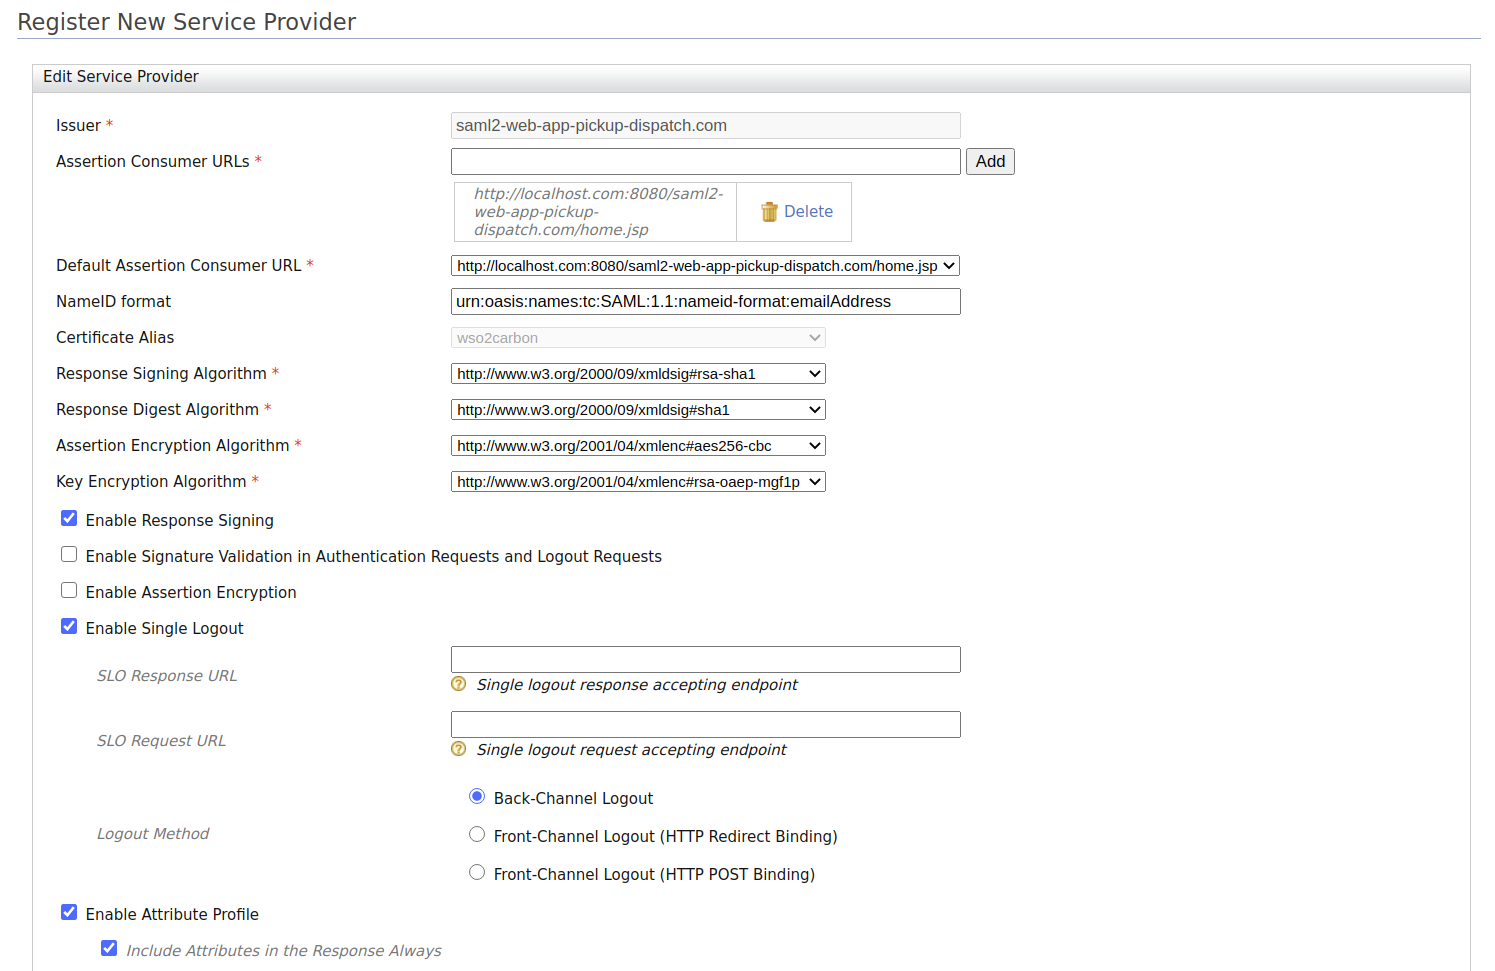 Register New Service Provider
Edit Service Provider
Issuer *
saml2-web-app-pickup-dispatch.com
Assertion Consumer URLs *
Add
http://localhost.com:8080/saml2-
web-app-pickup-
dispatch.com/home.jsp
Delete
Default Assertion Consumer URL *
http://localhost.com:8080/saml2-web-app-pickup-dispatch.com/home.jsp
NameID format
urn:oasis:names:tc:SAML:1.1:nameid-format:emailAddress
Certificate Alias
wso2carbon
Response Signing Algorithm *
http://www.w3.org/2000/09/xmldsig#rsa-sha1
Response Digest Algorithm *
http://www.w3.org/2000/09/xmldsig#sha1
Assertion Encryption Algorithm *
http://www.w3.org/2001/04/xmlenc#aes256-cbc
Key Encryption Algorithm *
http://www.w3.org/2001/04/xmlenc#rsa-oaep-mgf1p
Enable Response Signing
Enable Signature Validation in Authentication Requests and Logout Requests
Enable Assertion Encryption
Enable Single Logout
SLO Response URL
? Single logout response accepting endpoint
SLO Request URL
? Single logout request accepting endpoint
Logout Method
Back-Channel Logout
Front-Channel Logout (HTTP Redirect Binding)
Front-Channel Logout (HTTP POST Binding)
Enable Attribute Profile
Include Attributes in the Response Always